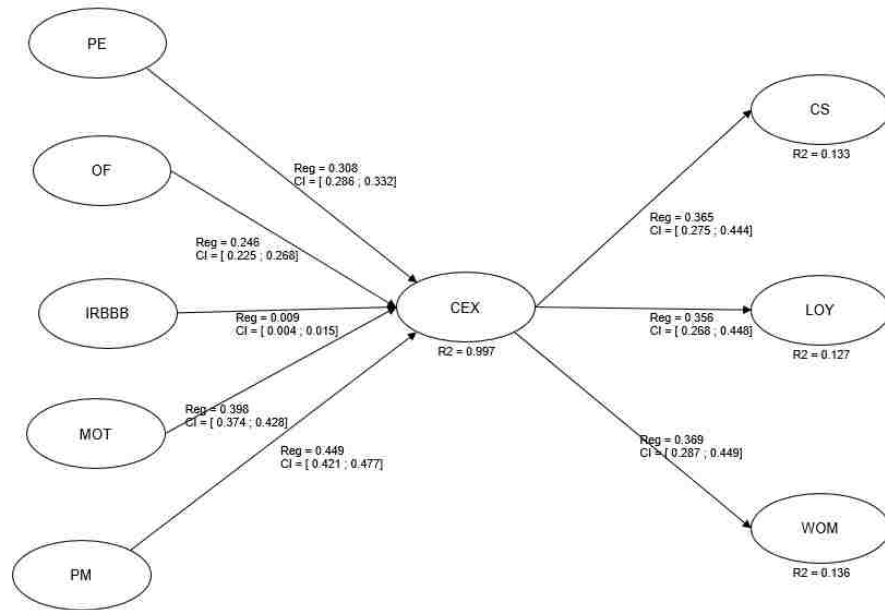 PE
CS
R2 = 0.133
OF
Reg = 0.308
CI = [ 0.286 ; 0.332]
Reg = 0.365
CI = [ 0.275 ; 0.444]
Reg = 0.246
CI = [ 0.225 ; 0.268]
IRBBB
Reg = 0.009
CI = [ 0.004 ; 0.015]
CEX
R2 = 0.997
Reg = 0.356
CI = [ 0.268 ; 0.448]
LOY
R2 = 0.127
MOT
Reg = 0.398
CI = [ 0.374 ; 0.428]
Reg = 0.449
CI = [ 0.421 ; 0.477]
Reg = 0.369
CI = [ 0.287 ; 0.449]
WOM
R2 = 0.136
PM